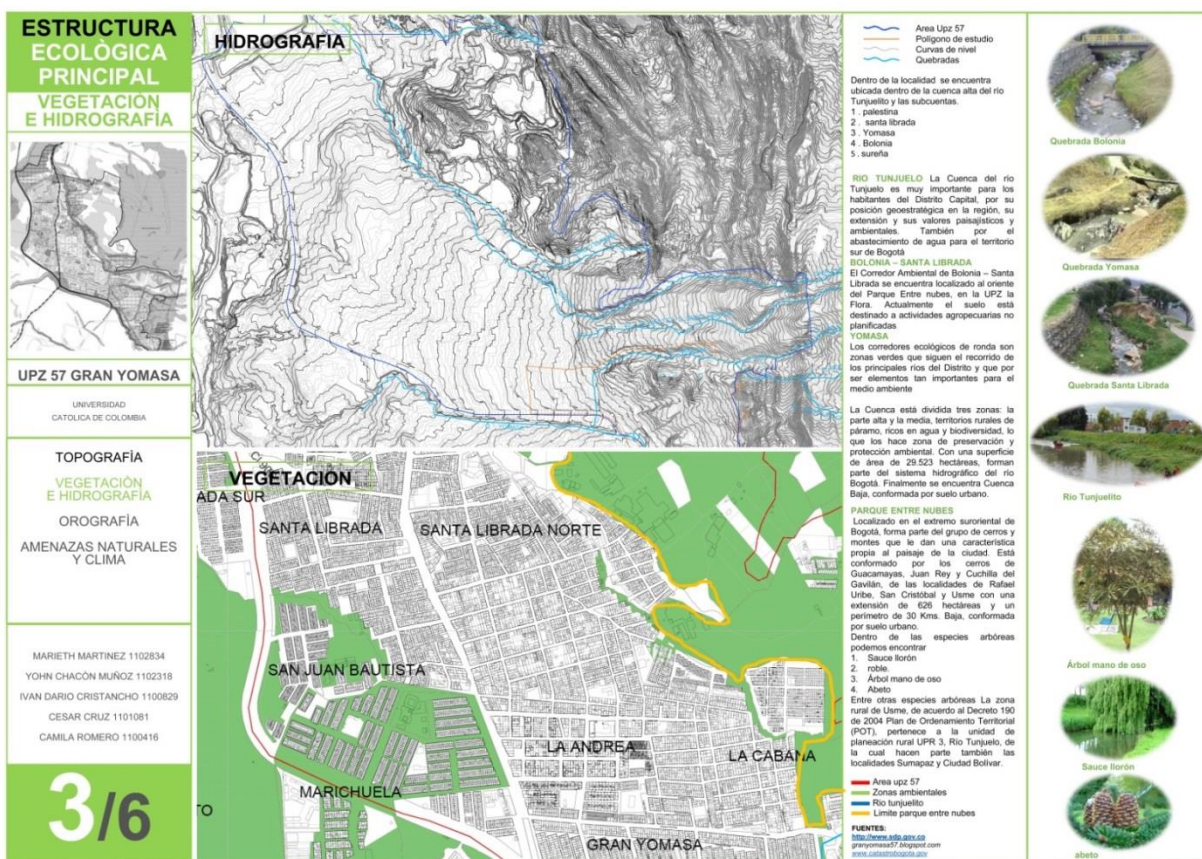 ESTRUCTURA
ECOLÒGICA
PRINCIPAL
VEGETACIÓN
E HIDROGRAFÍA
UPZ 57 GRAN YOMASA
UNIVERSIDAD
CATOLICA DE COLOMBIA
TOPOGRAFÍA
VEGETACIÓN
E HIDROGRAFÍA
OROGRAFÍA
AMENAZAS NATURALES
Y CLIMA
MARIETH MARTINEZ 1102834
YOHN CHACÒN MUÑOZ 1102318
IVAN DARIO CRISTANCHO 1100829
CESAR CRUZ 1101081
CAMILA ROMERO 1100416
3/6
HIDROGRAFÍA
VEGETACIÓN
ADA SUR
SANTA LIBRADA
SANTA LIBRADA NORTE
SAN JUAN BAUTISTA
LA ANDREA
LA CABAÑA
MARICHUELA
TO
GRAN YOMASA
Area Upz 57
Polígono de estudio
Curvas de nivel
Quebradas
Dentro de la localidad se encuentra
ubicada dentro de la cuenca alta del río
Tunjuelito y las subcuentas.
1 . palestina
2 . santa librada
3 . Yomasa
4 . Bolonia
5 . sureña
RIO TUNJUELO La Cuenca del río
Tunjuelo es muy importante para los
habitantes del Distrito Capital, por su
posición geoestratégica en la región, su
extensión y sus valores paisajísticos y
ambientales. También por el
abastecimiento de agua para el territorio
sur de Bogotá
BOLONIA – SANTA LIBRADA
El Corredor Ambiental de Bolonia – Santa
Librada se encuentra localizado al oriente
del Parque Entre nubes, en la UPZ la
Flora. Actualmente el suelo está
destinado a actividades agropecuarias no
planificadas
YOMASA
Los corredores ecológicos de ronda son
zonas verdes que siguen el recorrido de
los principales ríos del Distrito y que por
ser elementos tan importantes para el
medio ambiente
La Cuenca está dividida tres zonas: la
parte alta y la media, territorios rurales de
páramo, ricos en agua y biodiversidad, lo
que los hace zona de preservación y
protección ambiental. Con una superficie
de área de 29.523 hectáreas, forman
parte del sistema hidrográfico del río
Bogotá. Finalmente se encuentra Cuenca
Baja, conformada por suelo urbano.
PARQUE ENTRE NUBES
Localizado en el extremo suroriental de
Bogotá, forma parte del grupo de cerros y
montes que le dan una característica
propia al paisaje de la ciudad. Está
conformado por los cerros de
Guacamayas, Juan Rey y Cuchilla del
Gavilán, de las localidades de Rafael
Uribe, San Cristóbal y Usme con una
extensión de 626 hectáreas y un
perímetro de 30 Kms. Baja, conformada
por suelo urbano.
Dentro de las especies arbóreas
podemos encontrar
1. Sauce llorón
2. roble.
3. Árbol mano de oso
4. Abeto
Entre otras especies arbóreas La zona
rural de Usme, de acuerdo al Decreto 190
de 2004 Plan de Ordenamiento Territorial
(POT), pertenece a la unidad de
planeación rural UPR 3, Río Tunjuelo, de
la cual hacen parte también las
localidades Sumapaz y Ciudad Bolívar.
Area upz 57
Zonas ambientales
Rio tunjuelito
Limite parque entre nubes
FUENTES:
http://www.sdp.gov.co
granyomasa57.blogspot.com
www.catastrobogota.gov
Quebrada Bolonia
Quebrada Yomasa
Quebrada Santa Librada
Río Tunjuelito
Árbol mano de oso
Sauce llorón
abeto